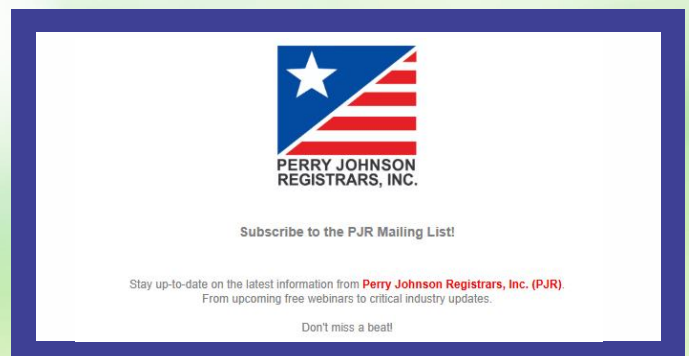 PERRY JOHNSON
REGISTRARS, INC.
Subscribe to the PJR Mailing List!
Stay up-to-date on the latest information from Perry Johnson Registrars, Inc. (PJR).
From upcoming free webinars to critical industry updates.
Don't miss a beat!